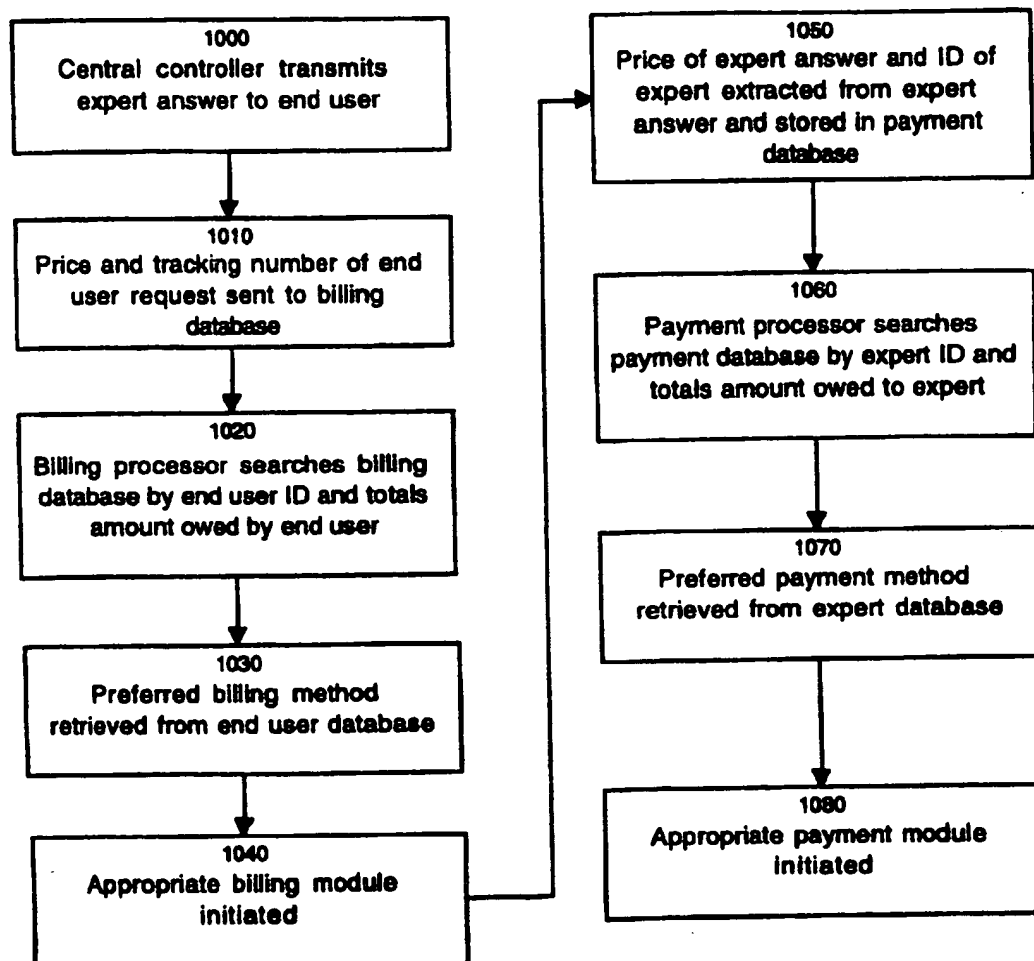 1000
Central controller transmits
expert answer to end user
1010
Price and tracking number of end
user request sent to billing
database
1020
Billing processor searches billing
database by end user ID and totals
amount owed by end user
1030
Preferred billing method
retrieved from end user database
1040
Appropriate billing module
initiated
1050
Price of expert answer and ID of
expert extracted from expert
answer and stored in payment
database
1060
Payment processor searches
payment database by expert ID and
totals amount owed to expert
1070
Preferred payment method
retrieved from expert database
1080
Appropriate payment module
initiated